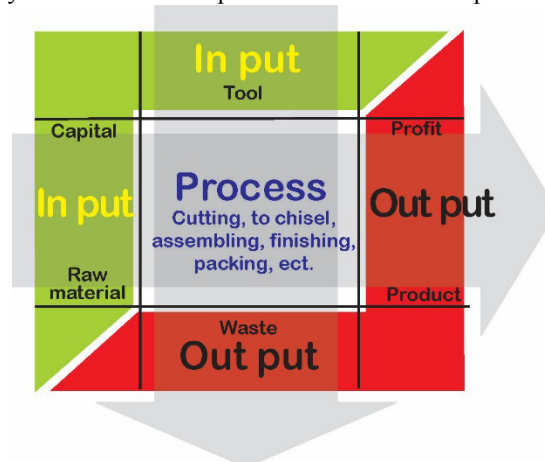 In put
Tool
Capital
Profit
In put
Process
Cutting, to chisel,
assembling, finishing,
packing, ect.
Out put
Raw
material
Product
Waste
Out put